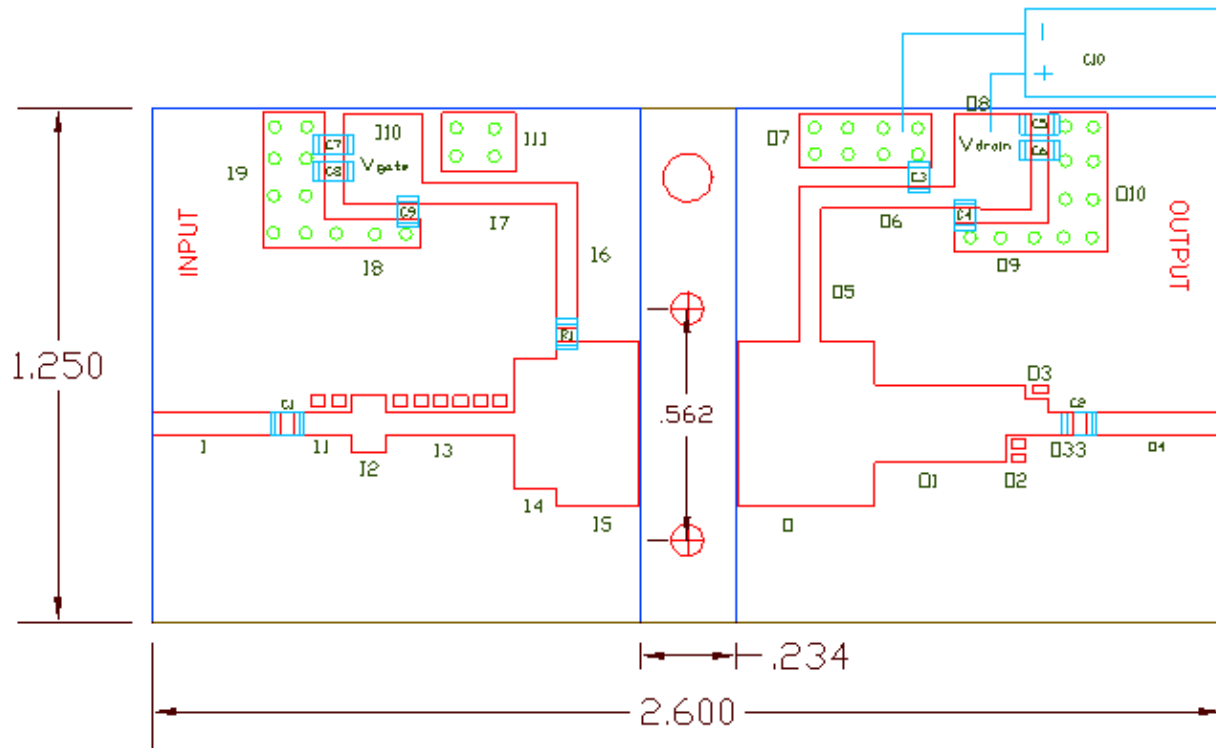 -
C10
+
I10
I11
O7
O8
C5
C7
Vgate
Vdrain
C6
I9
C8
C3
O10
INPUT
OUTPUT
C9
I7
O6
C4
I8
I6
O9
O5
R1
1.250
O3
C1
.562
C2
I
I1
I3
O33
O4
I2
O1
O2
I4
I5
O
.234
2.600